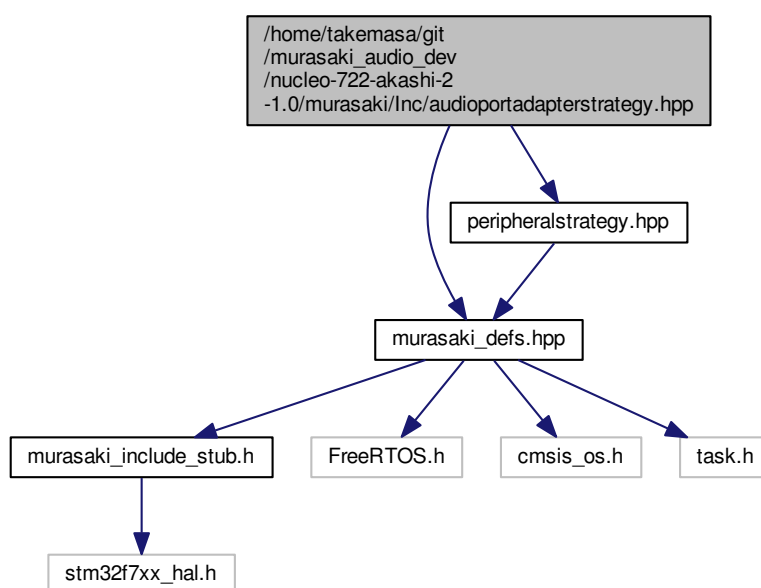 /home/takemasa/git
/murasaki_audio_dev
/nucleo-722-akashi-2
-1.0/murasaki/Inc/audioportadapterstrategy.hpp
peripheralstrategy.hpp
murasaki_defs.hpp
murasaki_include_stub.h
FreeRTOS.h
cmsis_os.h
task.h
stm32f7xx_hal.h